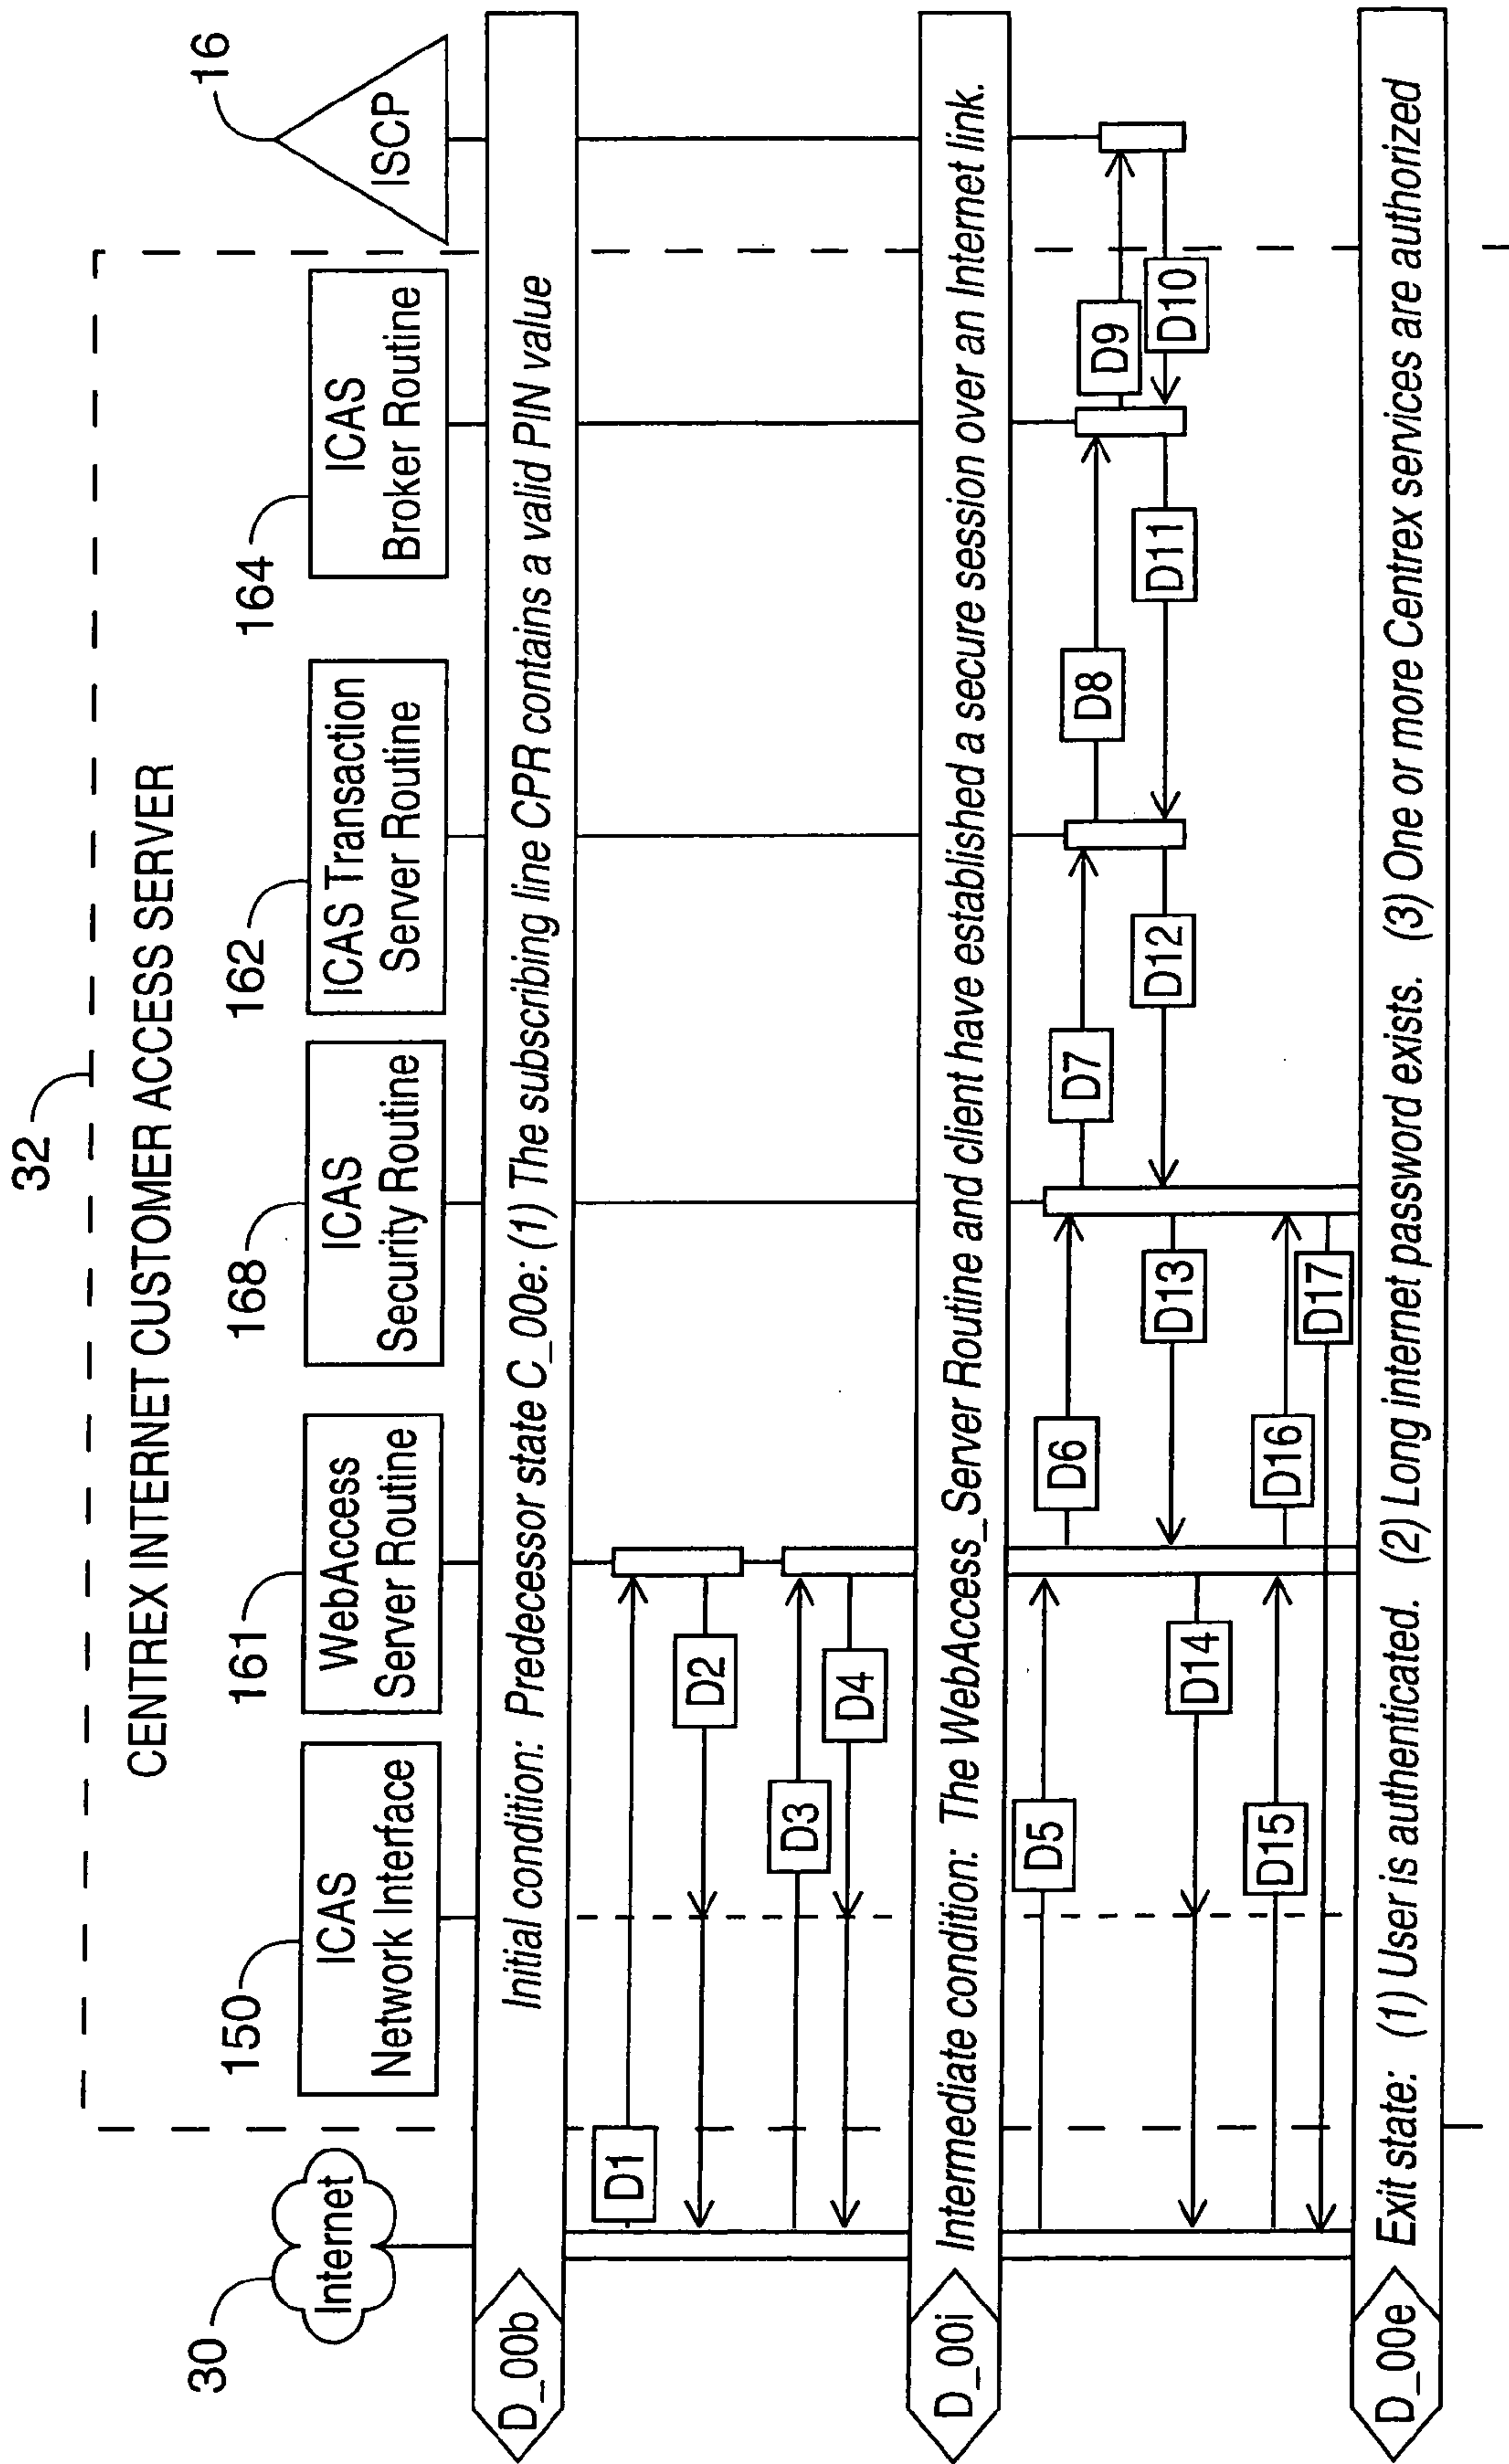 32
CENTREX INTERNET CUSTOMER ACCESS SERVER
30
Internet
150
ICAS
Network Interface
161
WebAccess
Server Routine
168
ICAS
Security Routine
162
ICAS Transaction
Server Routine
164
ICAS
Broker Routine
16
ISCP
D_00b
Initial condition: Predecessor state C_00e: (1) The subscribing line CPR contains a valid PIN value
D1
D2
D3
D4
D_00i
Intermediate condition: The WebAccess_Server Routine and client have established a secure session over an Internet link.
D5
D6
D7
D8
D9
D10
D11
D12
D13
D14
D15
D16
D17
D_00e
Exit state: (1) User is authenticated. (2) Long internet password exists. (3) One or more Centrex services are authorized